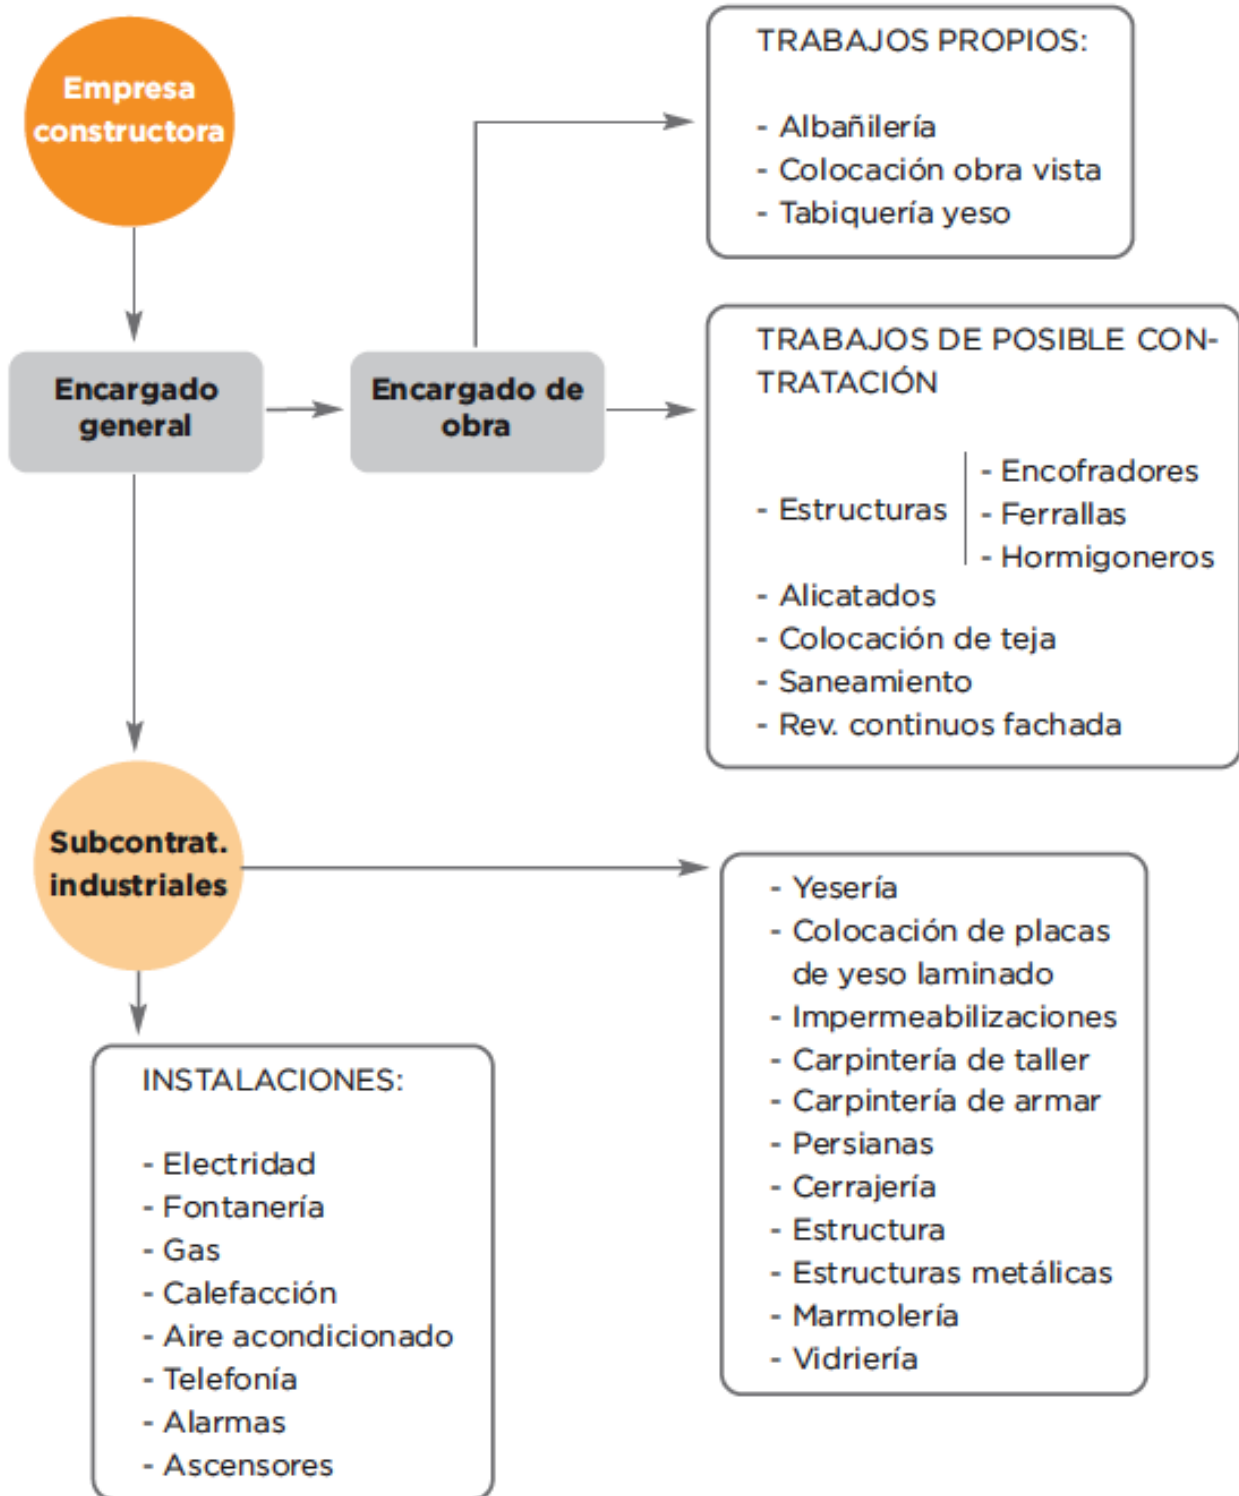 Empresa
constructora
TRABAJOS PROPIOS:
- Albañilería
- Colocación obra vista
- Tabiquería yeso
Encargado
general
Encargado de
obra
TRABAJOS DE POSIBLE CON-
TRATACIÓN
- Estructuras
- Encofradores
- Ferrallas
- Hormigoneros
- Alicatados
- Colocación de teja
- Saneamiento
- Rev. continuos fachada
Subcontrat.
industriales
- Yesería
- Colocación de placas
de yeso laminado
- Impermeabilizaciones
- Carpintería de taller
- Carpintería de armar
- Persianas
- Cerrajería
- Estructura
- Estructuras metálicas
- Marmolería
- Vidriería
INSTALACIONES:
- Electridad
- Fontanería
- Gas
- Calefacción
- Aire acondicionado
- Telefonía
- Alarmas
- Ascensores